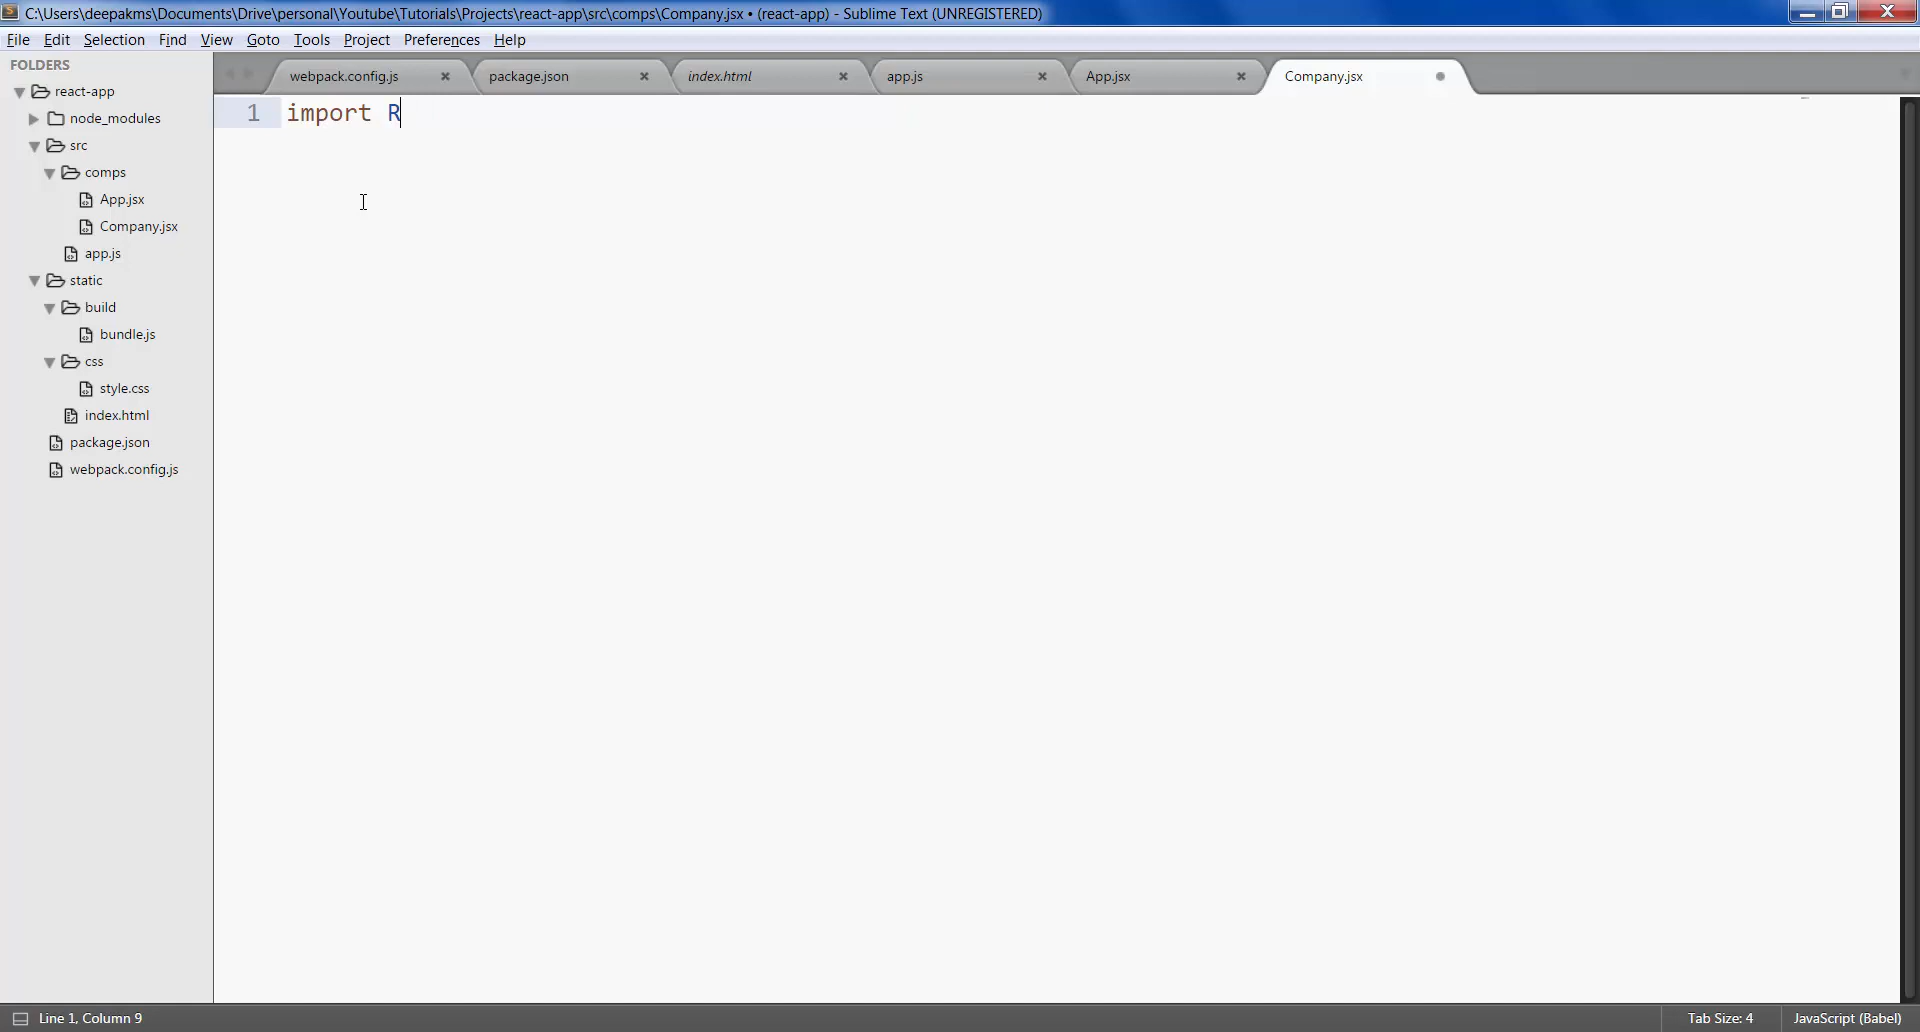 C:\Users\deepakms\Documents\Drive\personal\Youtube\Tutorials\Projects\react-app\src\comps\Company.jsx • (react-app) - Sublime Text (UNREGISTERED)
File Edit Selection Find View Goto Tools Project Preferences Help
FOLDERS
react-app
node_modules
src
comps
App.jsx
Company.jsx
app.js
static
build
bundle.js
css
style.css
index.html
package.json
webpack.config.js
webpack.config.js package.json index.html app.js App.jsx Company.jsx
1 import R
Line 1, Column 9 Tab Size: 4 JavaScript (Babel)